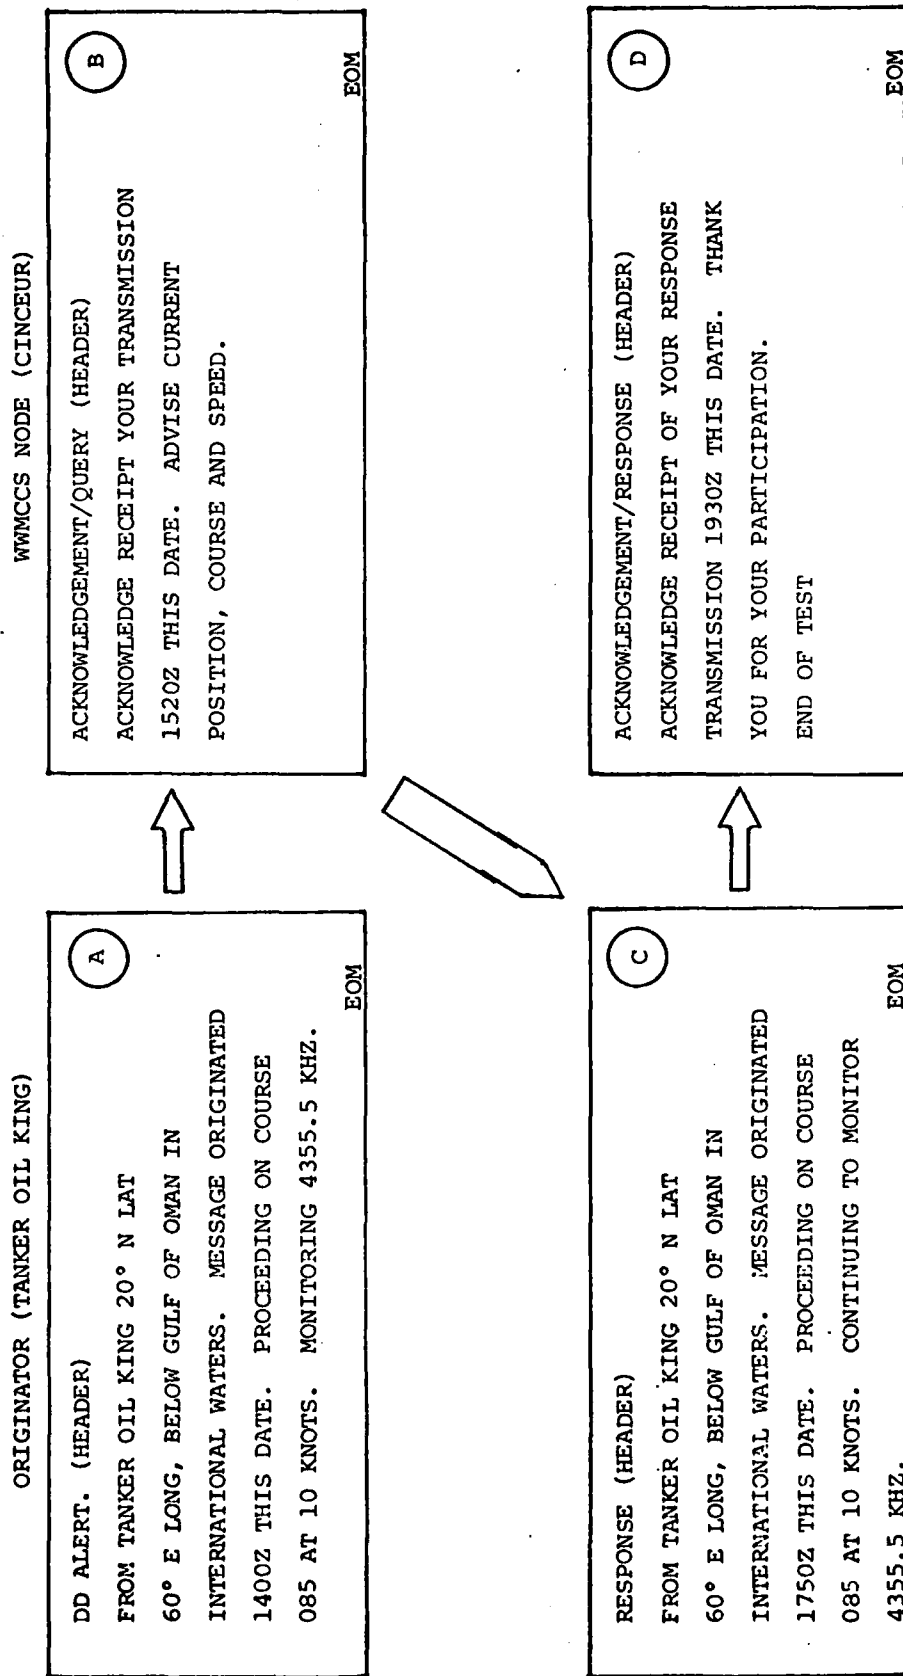 ORIGINATOR (TANKER OIL KING)
A
DD ALERT. (HEADER)
FROM TANKER OIL KING 20° N LAT
60° E LONG, BELOW GULF OF OMAN IN
INTERNATIONAL WATERS. MESSAGE ORIGINATED
1400Z THIS DATE. PROCEEDING ON COURSE
085 AT 10 KNOTS. MONITORING 4355.5 KHZ.
EOM
WWMCCS NODE (CINCEUR)
B
ACKNOWLEDGEMENT/QUERY (HEADER)
ACKNOWLEDGE RECEIPT YOUR TRANSMISSION
1520Z THIS DATE. ADVISE CURRENT
POSITION, COURSE AND SPEED.
EOM
C
RESPONSE (HEADER)
FROM TANKER OIL KING 20° N LAT
60° E LONG, BELOW GULF OF OMAN IN
INTERNATIONAL WATERS. MESSAGE ORIGINATED
1750Z THIS DATE. PROCEEDING ON COURSE
085 AT 10 KNOTS. CONTINUING TO MONITOR
4355.5 KHZ.
EOM
D
ACKNOWLEDGEMENT/RESPONSE (HEADER)
ACKNOWLEDGE RECEIPT OF YOUR RESPONSE
TRANSMISSION 1930Z THIS DATE. THANK
YOU FOR YOUR PARTICIPATION.
END OF TEST
EOM